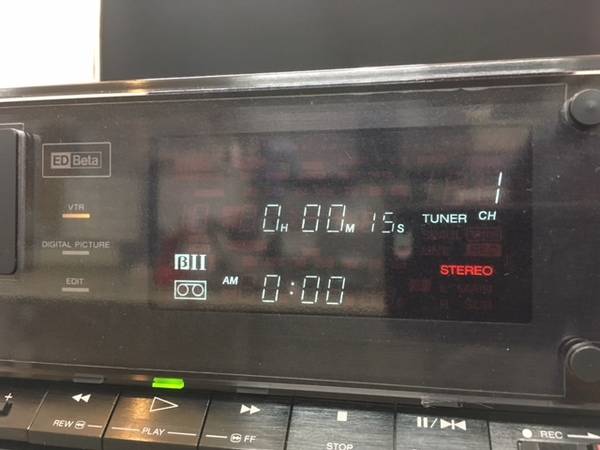 ED Beta
VTR
DIGITAL PICTURE
EDIT
1
0H 00M 15S TUNER CH
βII
STEREO
AM 0:00
+
REW
PLAY
FF
STOP
REC